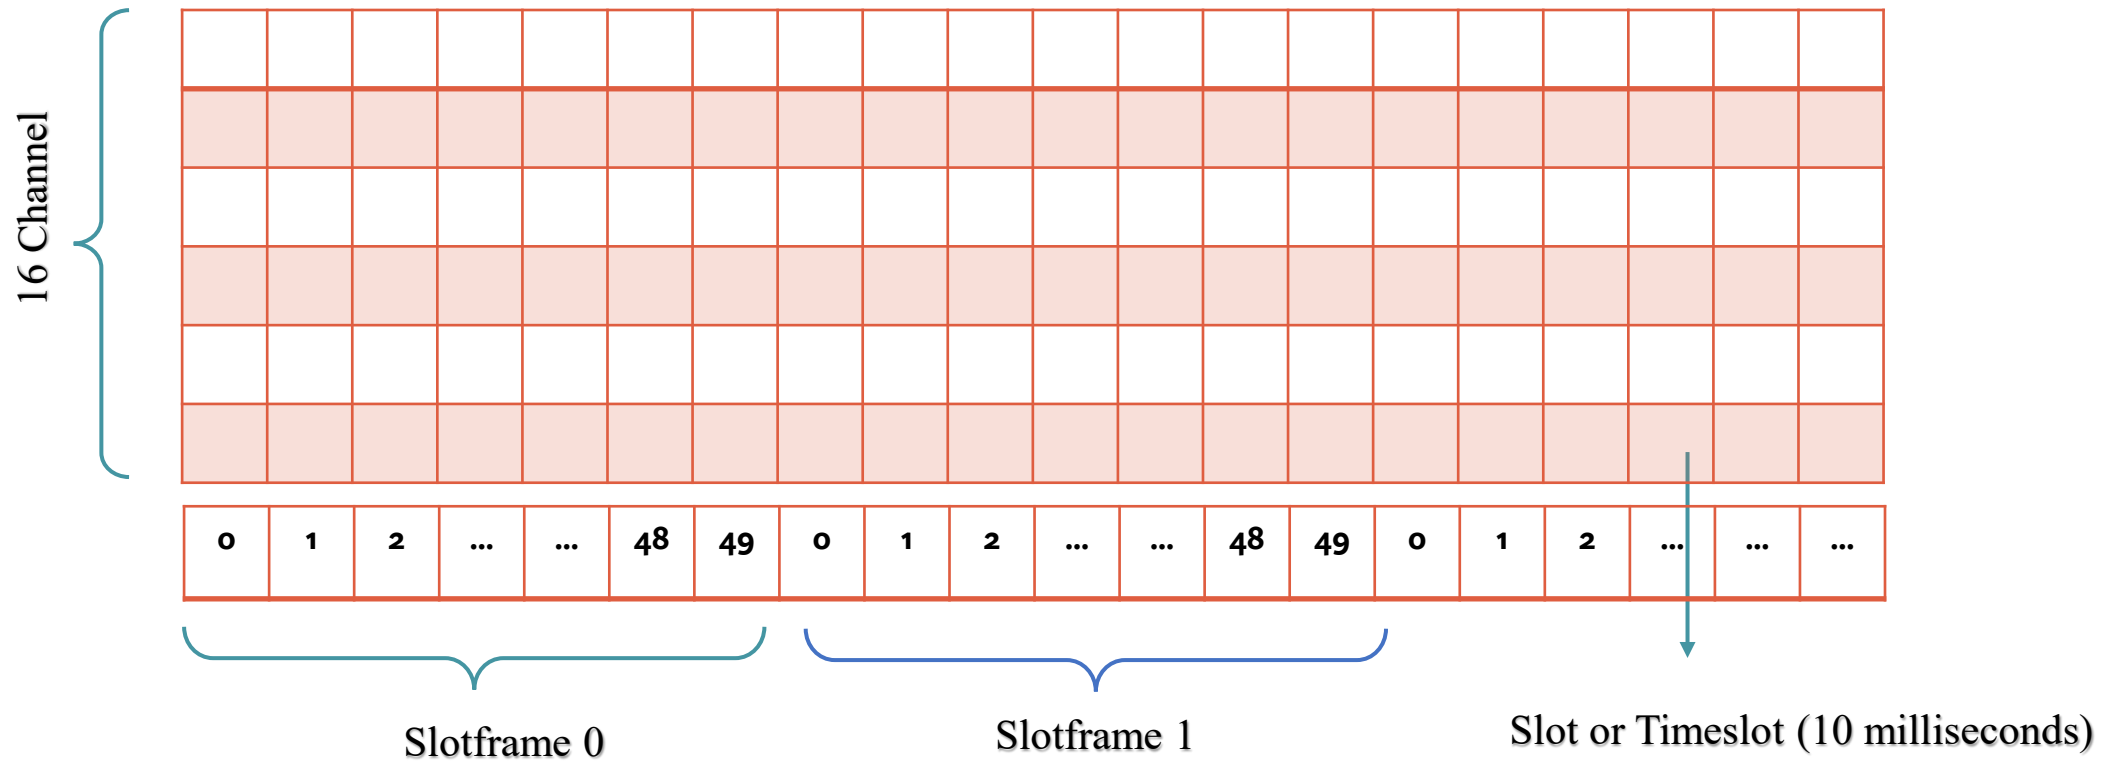 16 Channel
0 1 2 ... ... 48 49 0 1 2 ... ... 48 49 0 1 2 ... ... ...
Slotframe 0
Slotframe 1
Slot or Timeslot (10 milliseconds)